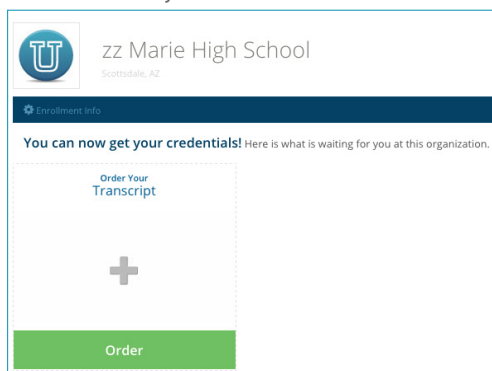 zz Marie High School
Scottsdale, AZ
Enrollment Info
You can now get your credentials! Here is what is waiting for you at this organization.
Order Your
Transcript
Order